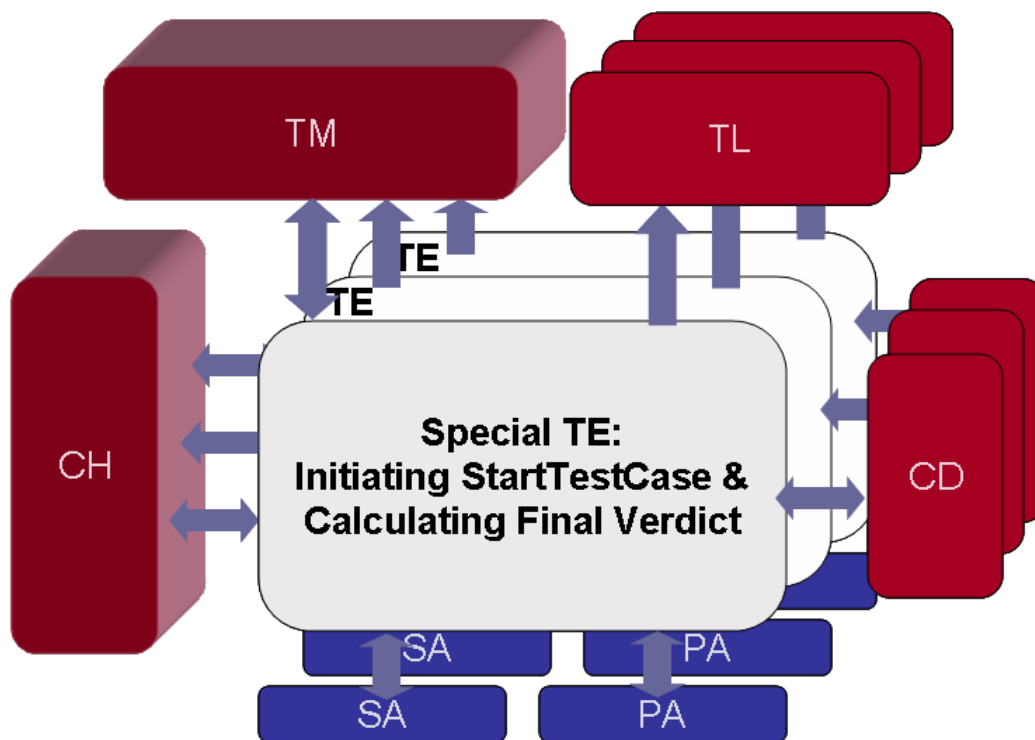 TM
TL
TE
TE
CH
Special TE:
Initiating StartTestCase &
Calculating Final Verdict
CD
SA
PA
SA
PA